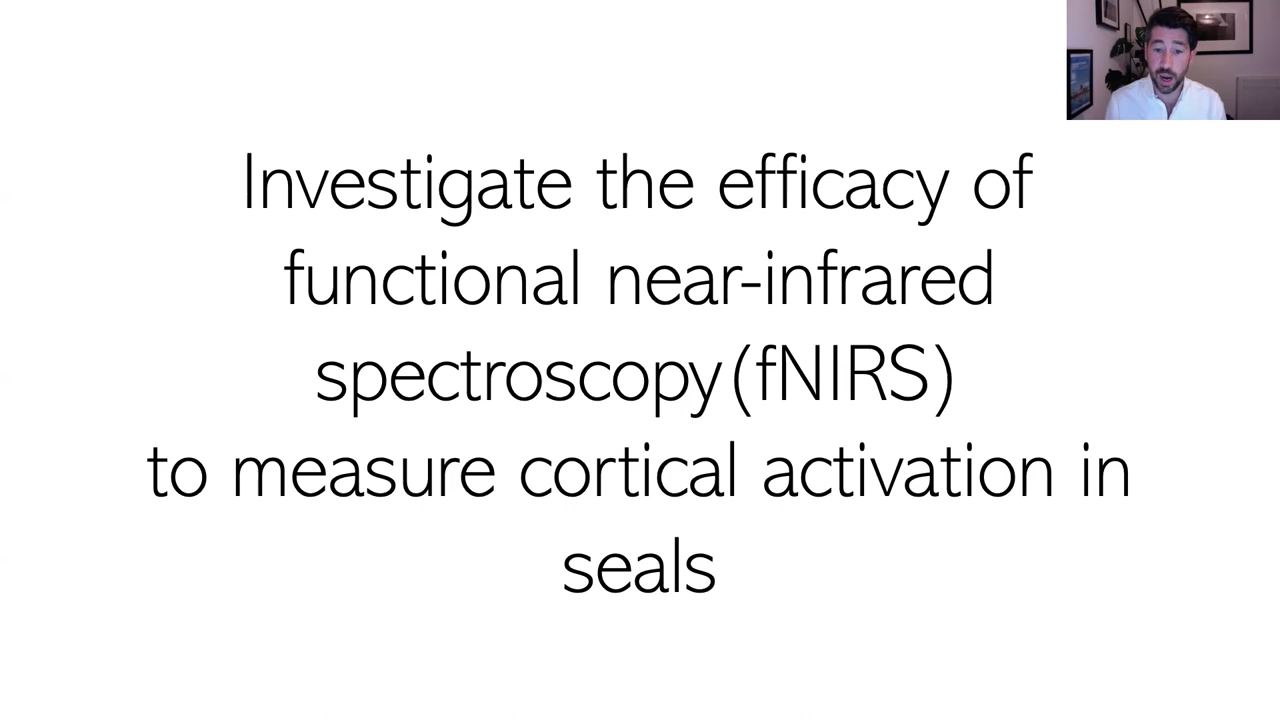 Investigate the efficacy of
functional near-infrared
spectroscopy(fNIRS)
to measure cortical activation in
seals